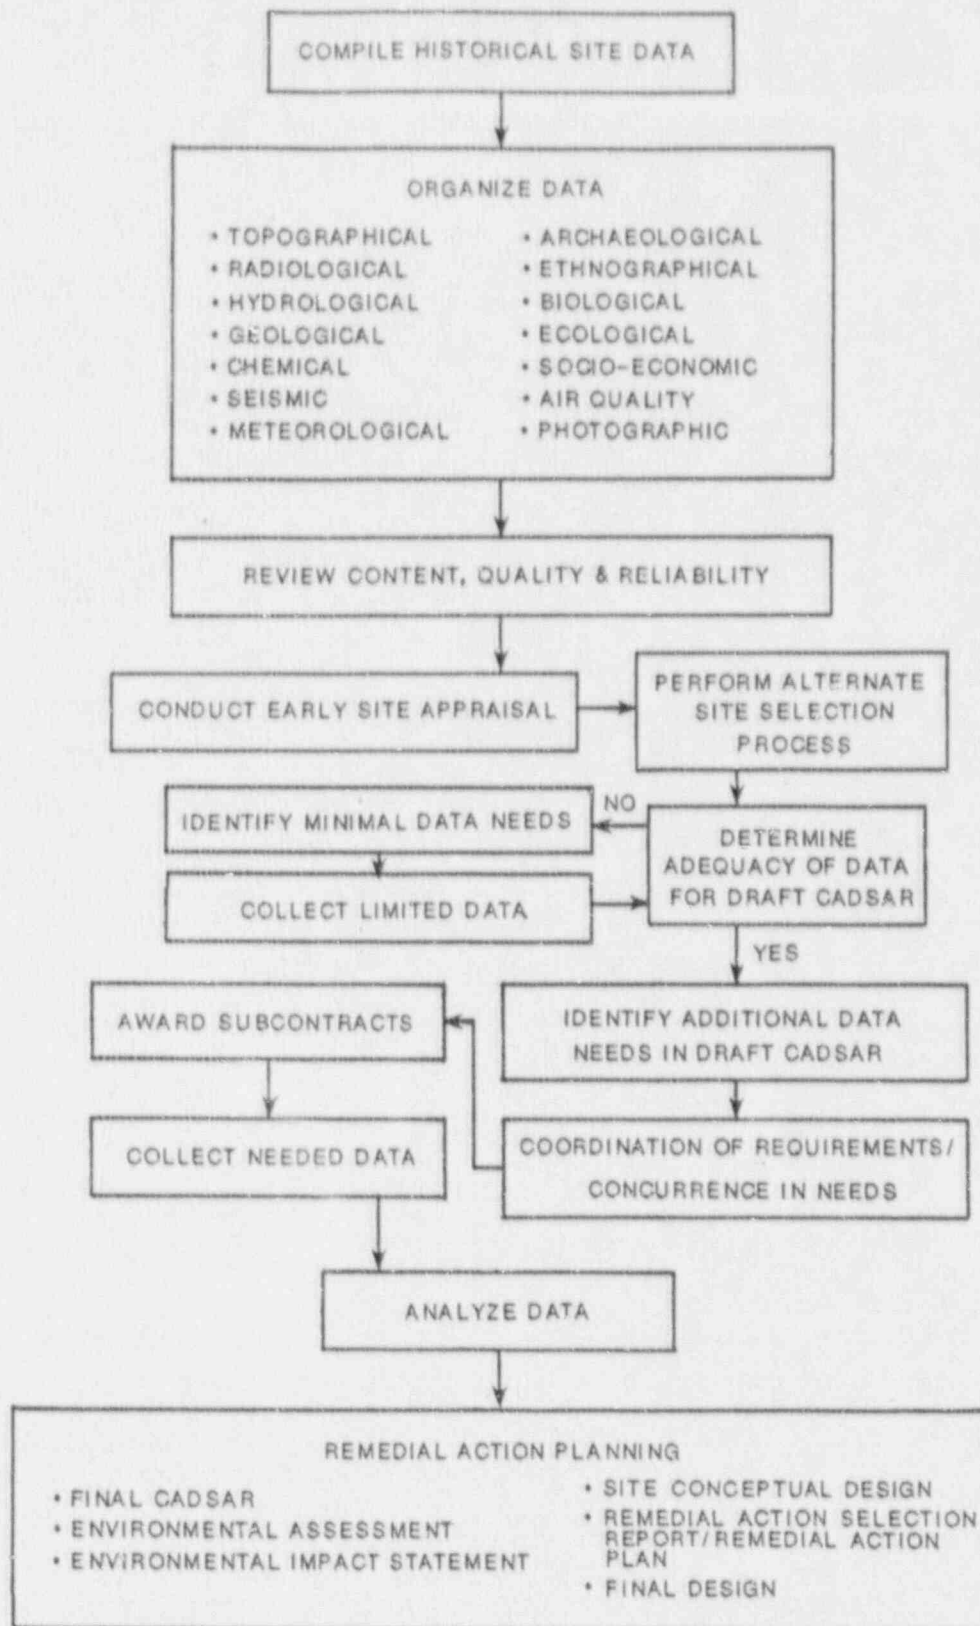 COMPILE HISTORICAL SITE DATA
ORGANIZE DATA
• TOPOGRAPHICAL
• RADIOLOGICAL
• HYDROLOGICAL
• GEOLOGICAL
• CHEMICAL
• SEISMIC
• METEOROLOGICAL
• ARCHAEOLOGICAL
• ETHNOGRAPHICAL
• BIOLOGICAL
• ECOLOGICAL
• SOCIO-ECONOMIC
• AIR QUALITY
• PHOTOGRAPHIC
REVIEW CONTENT, QUALITY & RELIABILITY
CONDUCT EARLY SITE APPRAISAL
PERFORM ALTERNATE
SITE SELECTION
PROCESS
NO
IDENTIFY MINIMAL DATA NEEDS
DETERMINE
ADEQUACY OF DATA
FOR DRAFT CADSAR
COLLECT LIMITED DATA
YES
IDENTIFY ADDITIONAL DATA
NEEDS IN DRAFT CADSAR
AWARD SUBCONTRACTS
COORDINATION OF REQUIREMENTS/
CONCURRENCE IN NEEDS
COLLECT NEEDED DATA
ANALYZE DATA
REMEDIAL ACTION PLANNING
• FINAL CADSAR
• ENVIRONMENTAL ASSESSMENT
• ENVIRONMENTAL IMPACT STATEMENT
• SITE CONCEPTUAL DESIGN
• REMEDIAL ACTION SELECTION
REPORT/REMEDIAL ACTION
PLAN
• FINAL DESIGN